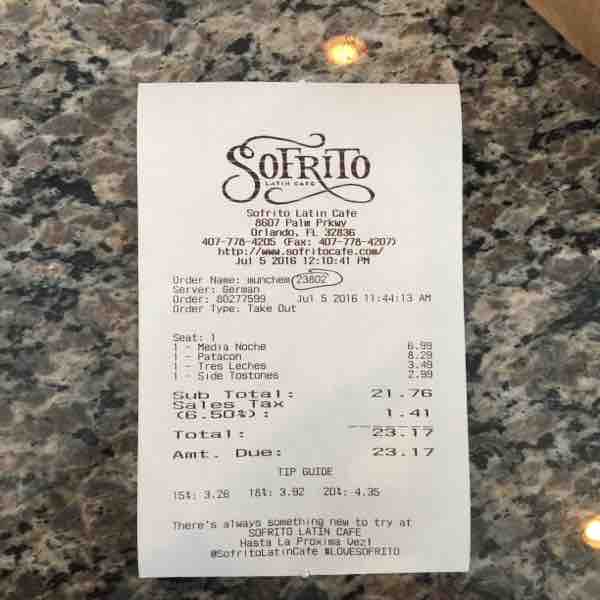 SOFRITO
LATIN CAFE
Sofrito Latin Cafe
8607 Palm Prkwy
Orlando, FL 32836
407-778-4205 (Fax: 407-778-4207)
http://www.sofritocafe.com/
Jul 5 2016 12:10:41 PM
Order Name: munchem 23802
Server: German
Order: 80277599 Jul 5 2016 11:44:13 AM
Order Type: Take Out
Seat: 1
1 - Media Noche 6.99
1 - Patacon 8.29
1 - Tres Leches 3.49
1 - Side Tostones 2.99
Sub Total: 21.76
Sales Tax
(6.50%): 1.41
Total: 23.17
Amt. Due: 23.17
TIP GUIDE
15%: 3.26 18%: 3.92 20%: 4.35
There's always something new to try at
SOFRITO LATIN CAFE
Hasta La Proxima Vez!
@SofritoLatinCafe #LOVESOFRITO